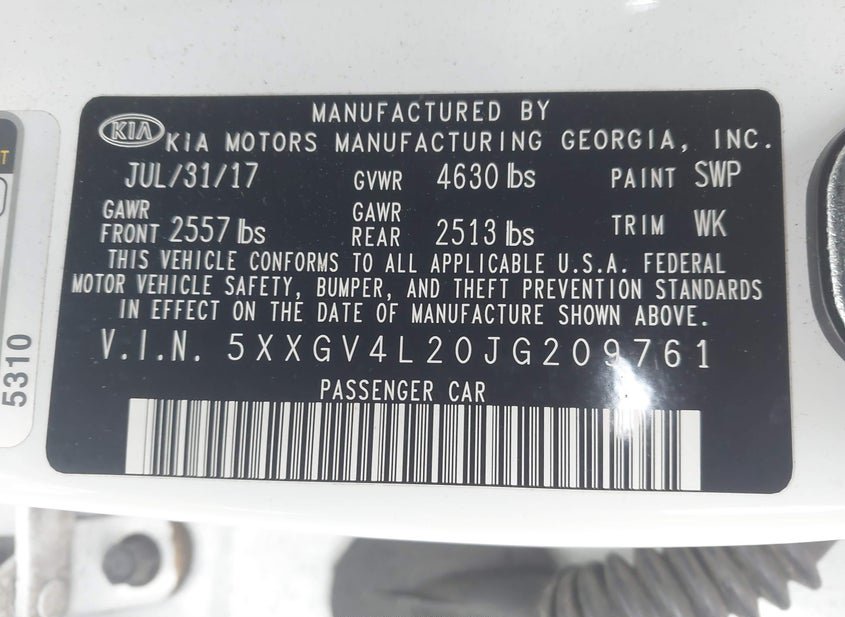 MANUFACTURED BY
KIA KIA MOTORS MANUFACTURING GEORGIA, INC.
JUL/31/17 GVWR 4630 lbs PAINT SWP
GAWR FRONT 2557 lbs GAWR REAR 2513 lbs TRIM WK
THIS VEHICLE CONFORMS TO ALL APPLICABLE U.S.A. FEDERAL
MOTOR VEHICLE SAFETY, BUMPER, AND THEFT PREVENTION STANDARDS
IN EFFECT ON THE DATE OF MANUFACTURE SHOWN ABOVE.
V.I.N. 5XXGV4L20JG209761
PASSENGER CAR
5310